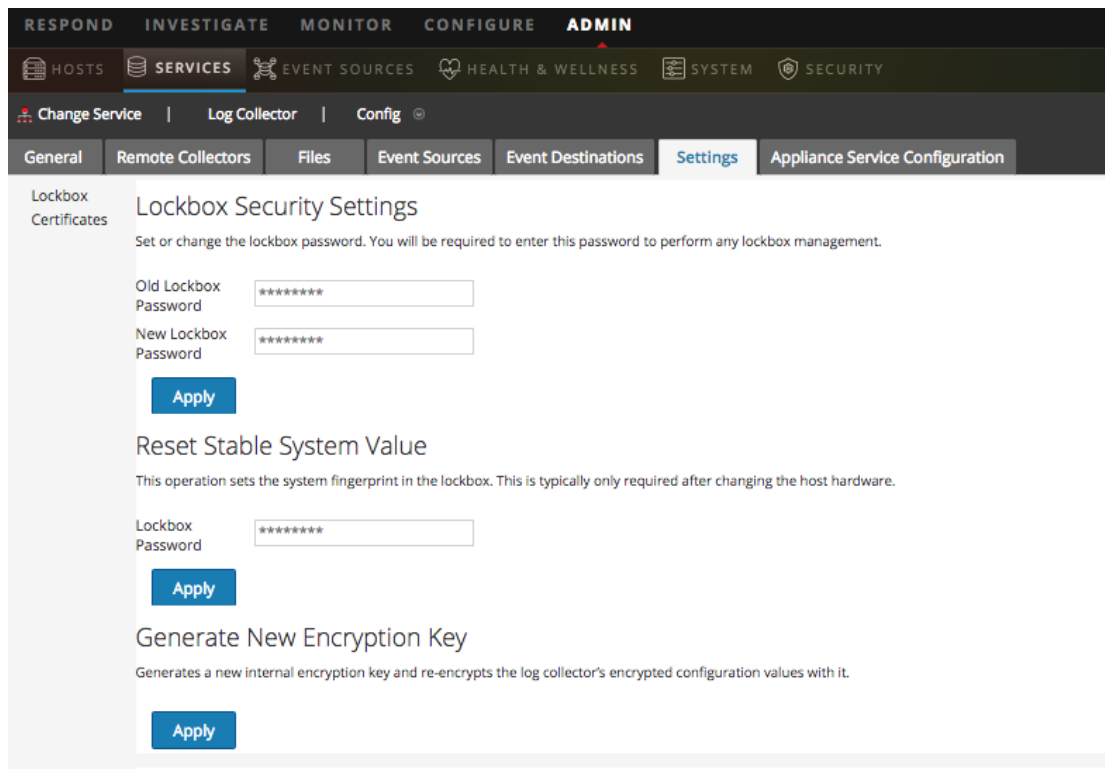 RESPOND INVESTIGATE MONITOR CONFIGURE ADMIN
HOSTS SERVICES EVENT SOURCES HEALTH & WELLNESS SYSTEM SECURITY
Change Service | Log Collector | Config
General Remote Collectors Files Event Sources Event Destinations Settings Appliance Service Configuration
Lockbox
Certificates
Lockbox Security Settings
Set or change the lockbox password. You will be required to enter this password to perform any lockbox management.
Old Lockbox
Password
********
New Lockbox
Password
********
Apply
Reset Stable System Value
This operation sets the system fingerprint in the lockbox. This is typically only required after changing the host hardware.
Lockbox
Password
********
Apply
Generate New Encryption Key
Generates a new internal encryption key and re-encrypts the log collector's encrypted configuration values with it.
Apply